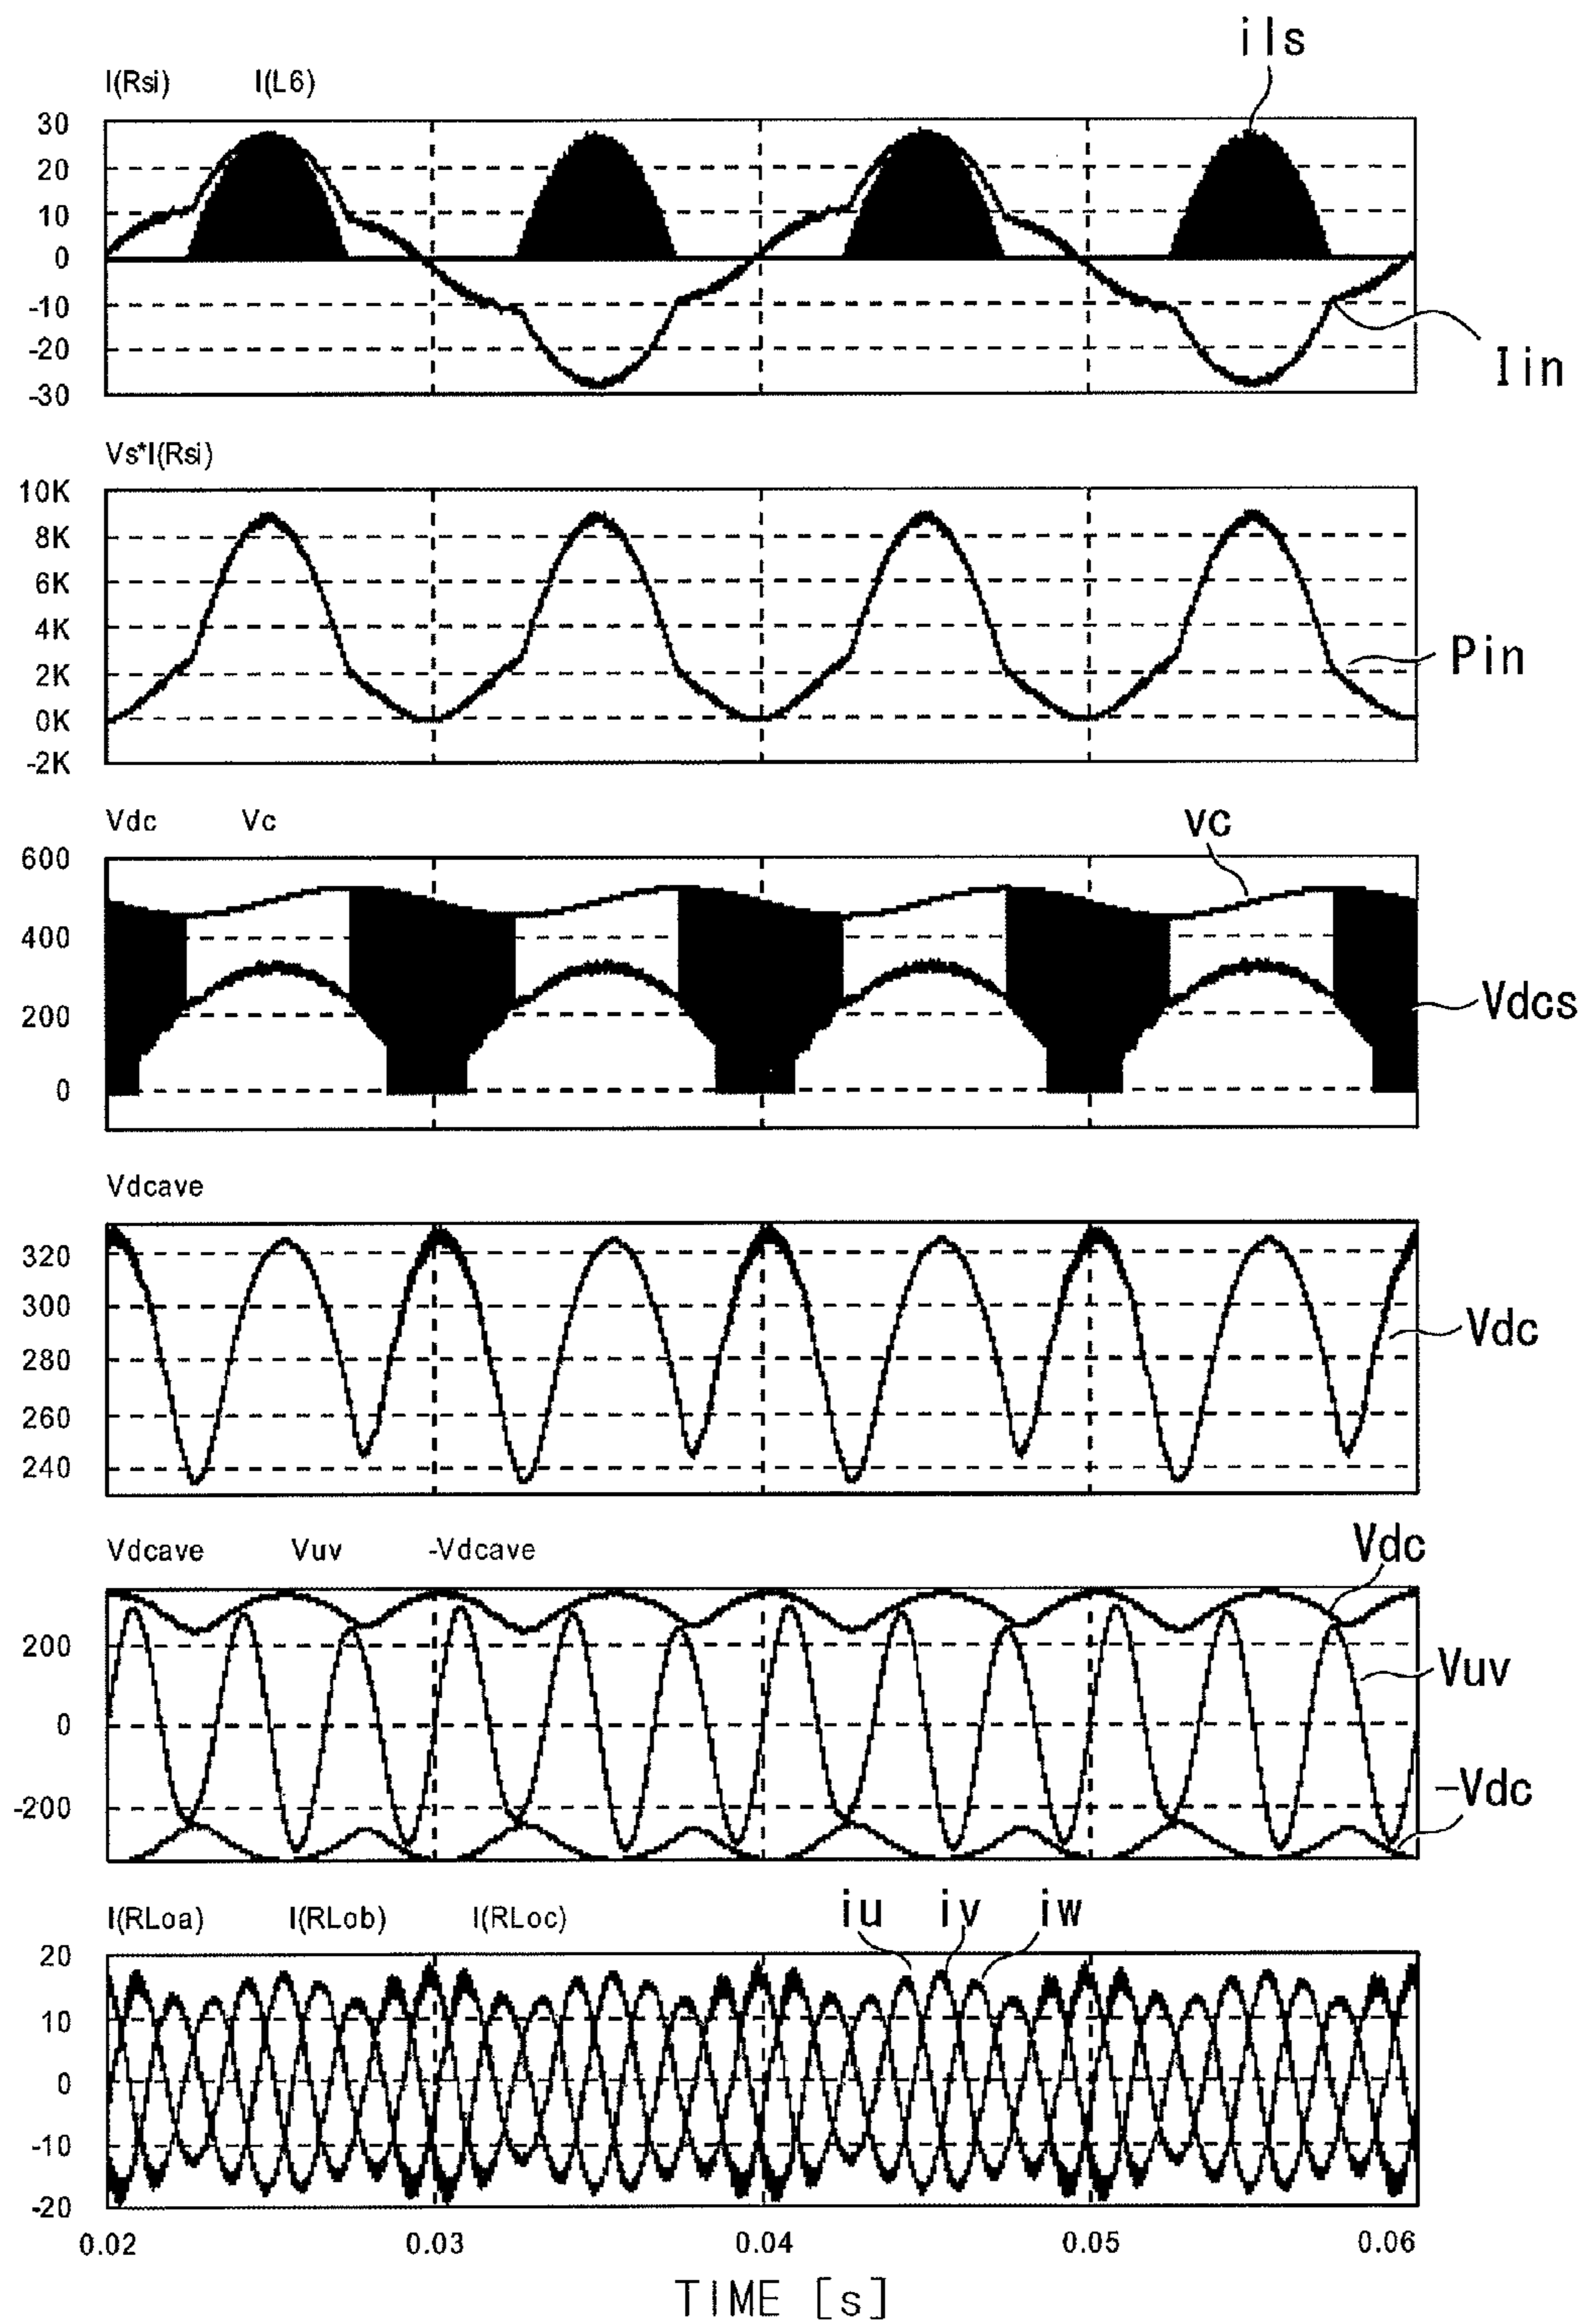 ils
I(Rsi) I(L6)
30
20
10
0
-10
-20
-30
Iin
Vs*I(Rsi)
10K
8K
6K
4K
2K
0K
-2K
Pin
Vdc Vc
vc
600
400
200
0
Vdcs
Vdcave
320
300
280
260
240
Vdc
Vdcave Vuv -Vdcave
Vdc
200
0
-200
Vuv
-Vdc
I(RLoa) I(RLob) I(RLoc)
iu iv iw
20
10
0
-10
-20
0.02 0.03 0.04 0.05 0.06
TIME [s]